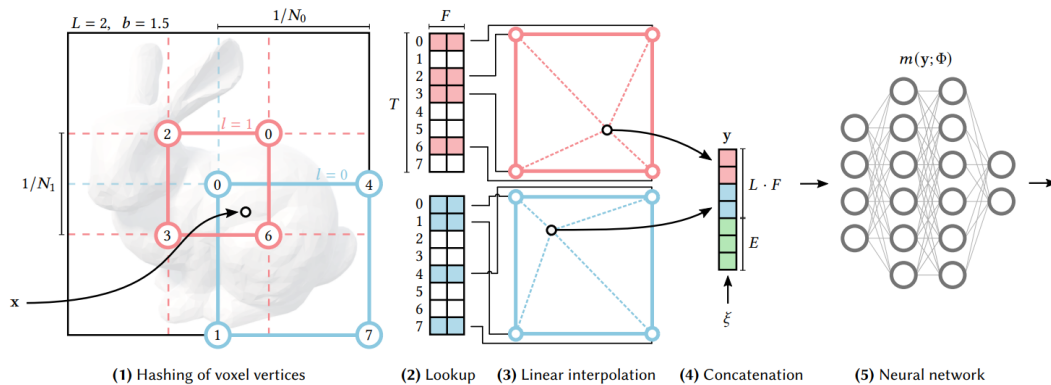 L = 2, b = 1.5
1/N₀
l = 1
2
0
l = 0
0
4
1/N₁
3
6
x
1
7
F
T
0
1
2
3
4
5
6
7
0
1
2
3
4
5
6
7
y
L · F
E
ξ
m(y; Φ)
(1) Hashing of voxel vertices
(2) Lookup
(3) Linear interpolation
(4) Concatenation
(5) Neural network